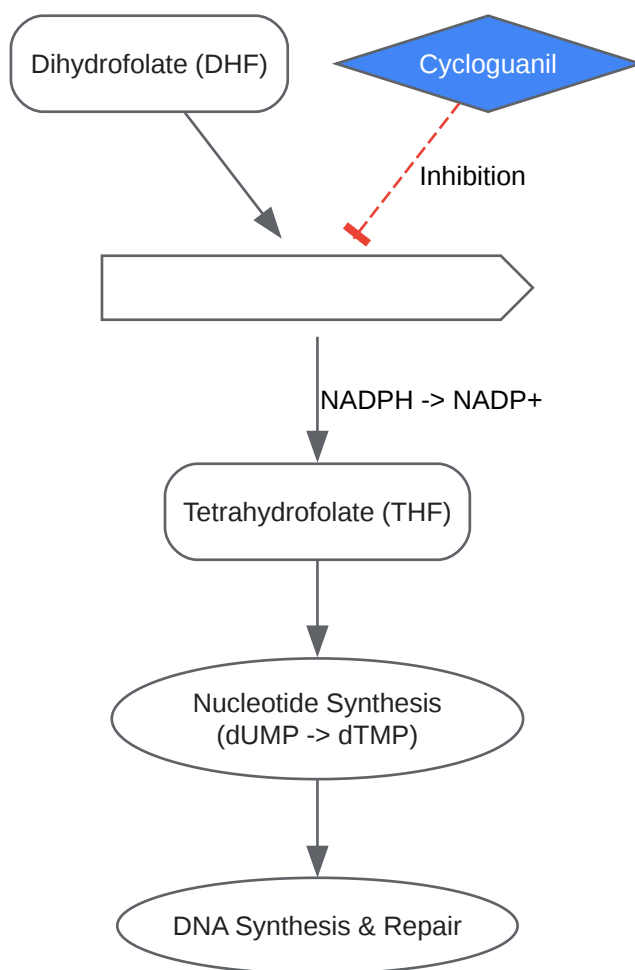 Dihydrofolate (DHF)
Cycloguanil
Inhibition
NADPH -> NADP+
Tetrahydrofolate (THF)
Nucleotide Synthesis
(dUMP -> dTMP)
DNA Synthesis & Repair